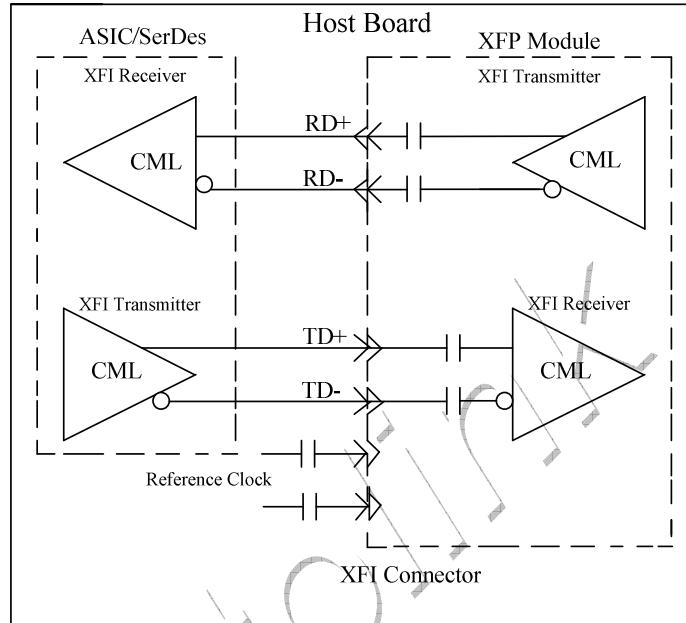 Host Board
ASIC/SerDes
XFP Module
XFI Receiver
XFI Transmitter
RD+
CML
CML
RD-
XFI Transmitter
XFI Receiver
TD+
CML
CML
TD-
Reference Clock
XFI Connector